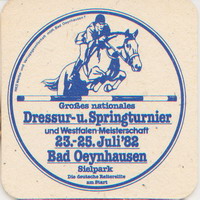 Großes nationales
Dressur-u. Springturnier
und Westfalen-Meisterschaft
23.-25. Juli '82
Bad Oeynhausen
Sielpark
Die deutsche Reiterelite
am Start